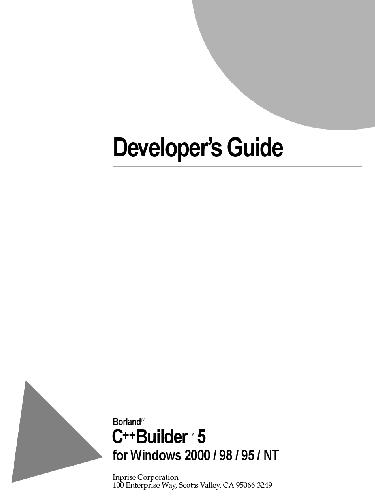 Developer's Guide
Borland®
C++Builder™ 5
for Windows 2000 / 98 / 95 / NT
Inprise Corporation
100 Enterprise Way, Scotts Valley, CA 95066-3249